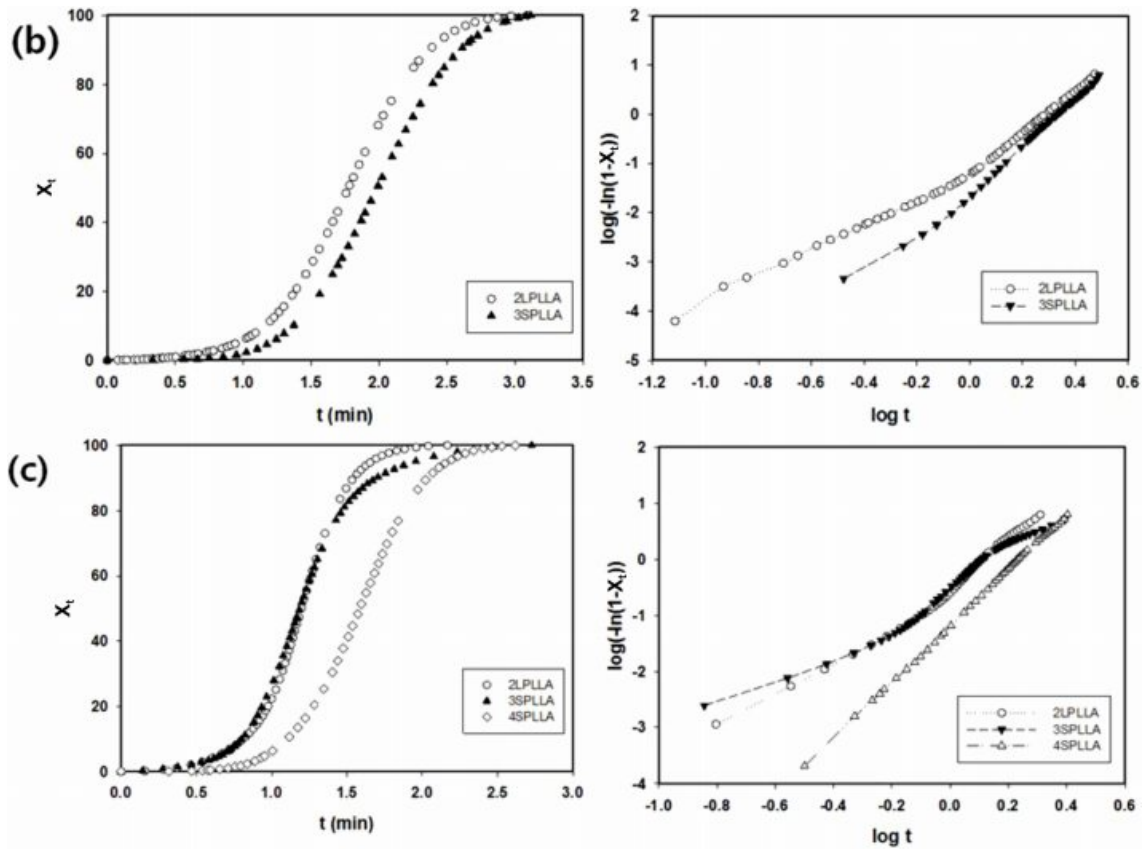 (b)
100
80
60
40
20
0
X_t
0.0 0.5 1.0 1.5 2.0 2.5 3.0 3.5
t (min)
2LPLLA
3SPLLA
2
1
0
-1
-2
-3
-4
-5
log(-ln(1-X_t))
-1.2 -1.0 -0.8 -0.6 -0.4 -0.2 0.0 0.2 0.4 0.6
log t
2LPLLA
3SPLLA
(c)
100
80
60
40
20
0
X_t
0.0 0.5 1.0 1.5 2.0 2.5 3.0
t (min)
2LPLLA
3SPLLA
4SPLLA
2
1
0
-1
-2
-3
-4
log(-ln(1-X_t))
-1.0 -0.8 -0.6 -0.4 -0.2 0.0 0.2 0.4 0.6
log t
2LPLLA
3SPLLA
4SPLLA